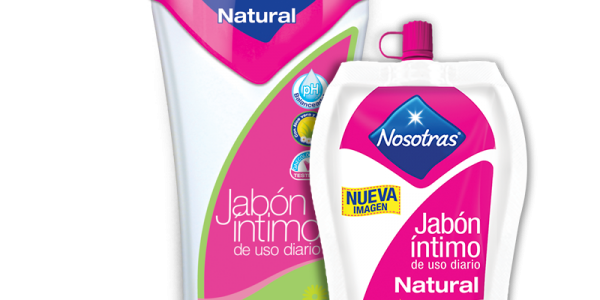 Natural
pH
Jabón
íntimo
de uso diario
Nosotras
NUEVA
IMAGEN
Jabón
íntimo
de uso diario
Natural